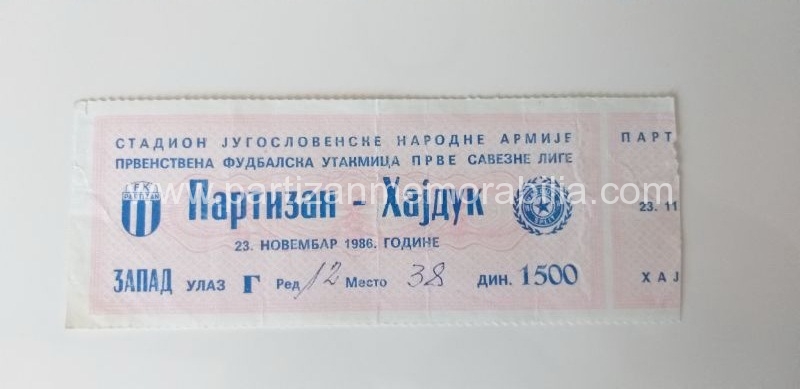 СТАДИОН ЈУГОСЛОВЕНСКЕ НАРОДНЕ АРМИЈЕ
ПРВЕНСТВЕНА ФУДБАЛСКА УТАКМИЦА ПРВЕ САВЕЗНЕ ЛИГЕ
Партизан - Хајдук
23. НОВЕМБАР 1986. ГОДИНЕ
ЗАПАД УЛАЗ Г Ред 12 Место 38 ДИН. 1500
ПАРТ
23. 11
ХАЈ
www.partizanmemorabilia.com